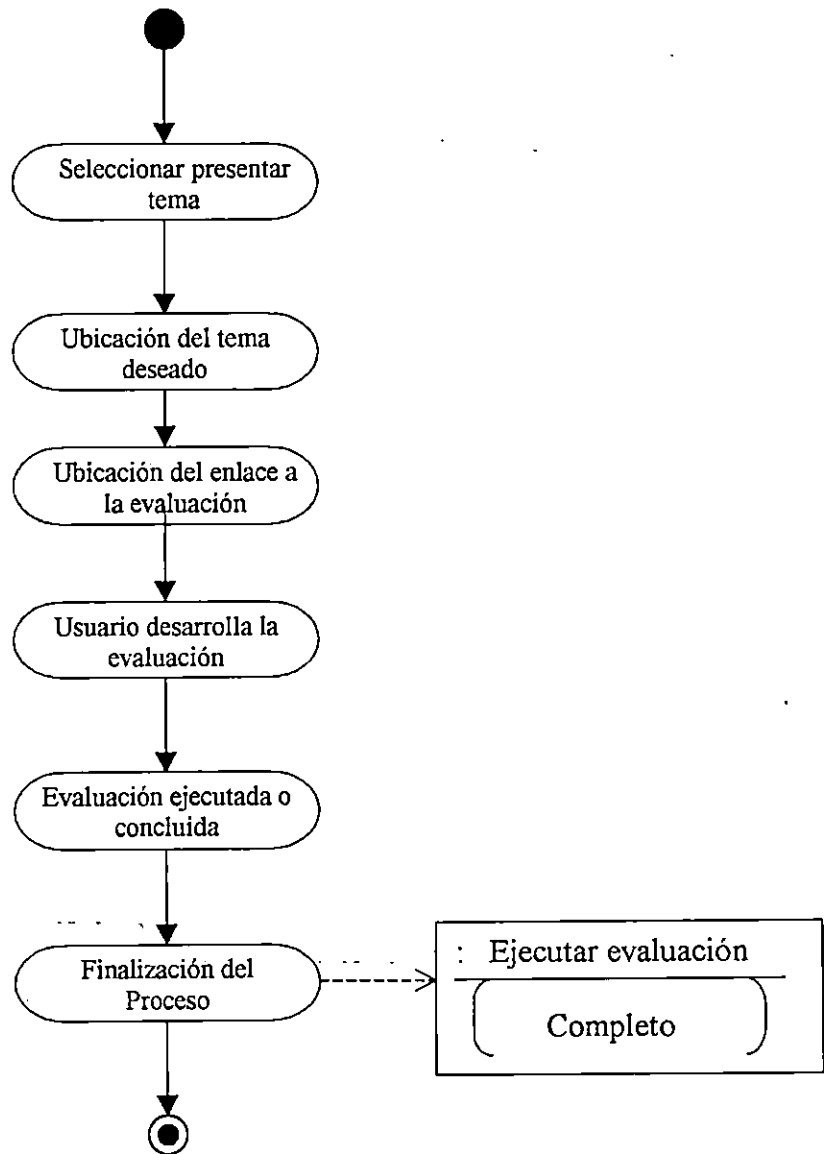 Seleccionar presentar
tema
Ubicación del tema
deseado
Ubicación del enlace a
la evaluación
Usuario desarrolla la
evaluación
Evaluación ejecutada o
concluida
Finalización del
Proceso
: Ejecutar evaluación
Completo